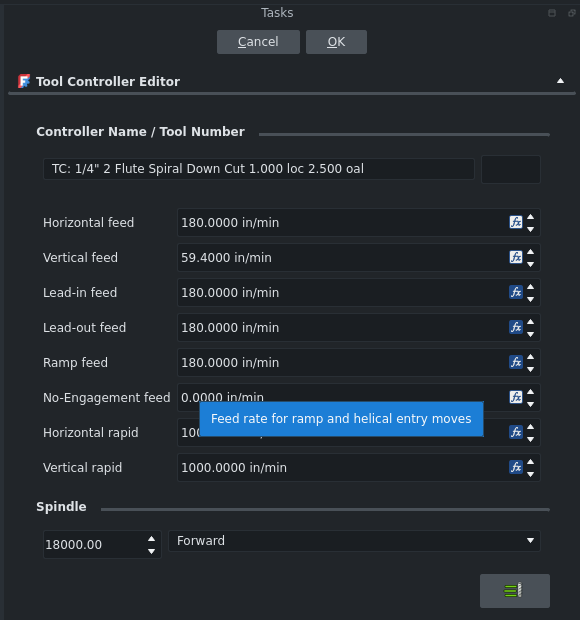 Tasks
Cancel OK
Tool Controller Editor
Controller Name / Tool Number
TC: 1/4" 2 Flute Spiral Down Cut 1.000 loc 2.500 oal
Horizontal feed 180.0000 in/min
Vertical feed 59.4000 in/min
Lead-in feed 180.0000 in/min
Lead-out feed 180.0000 in/min
Ramp feed 180.0000 in/min
No-Engagement feed 0.0000 in/min
Feed rate for ramp and helical entry moves
Horizontal rapid
Vertical rapid 1000.0000 in/min
Spindle
18000.00 Forward